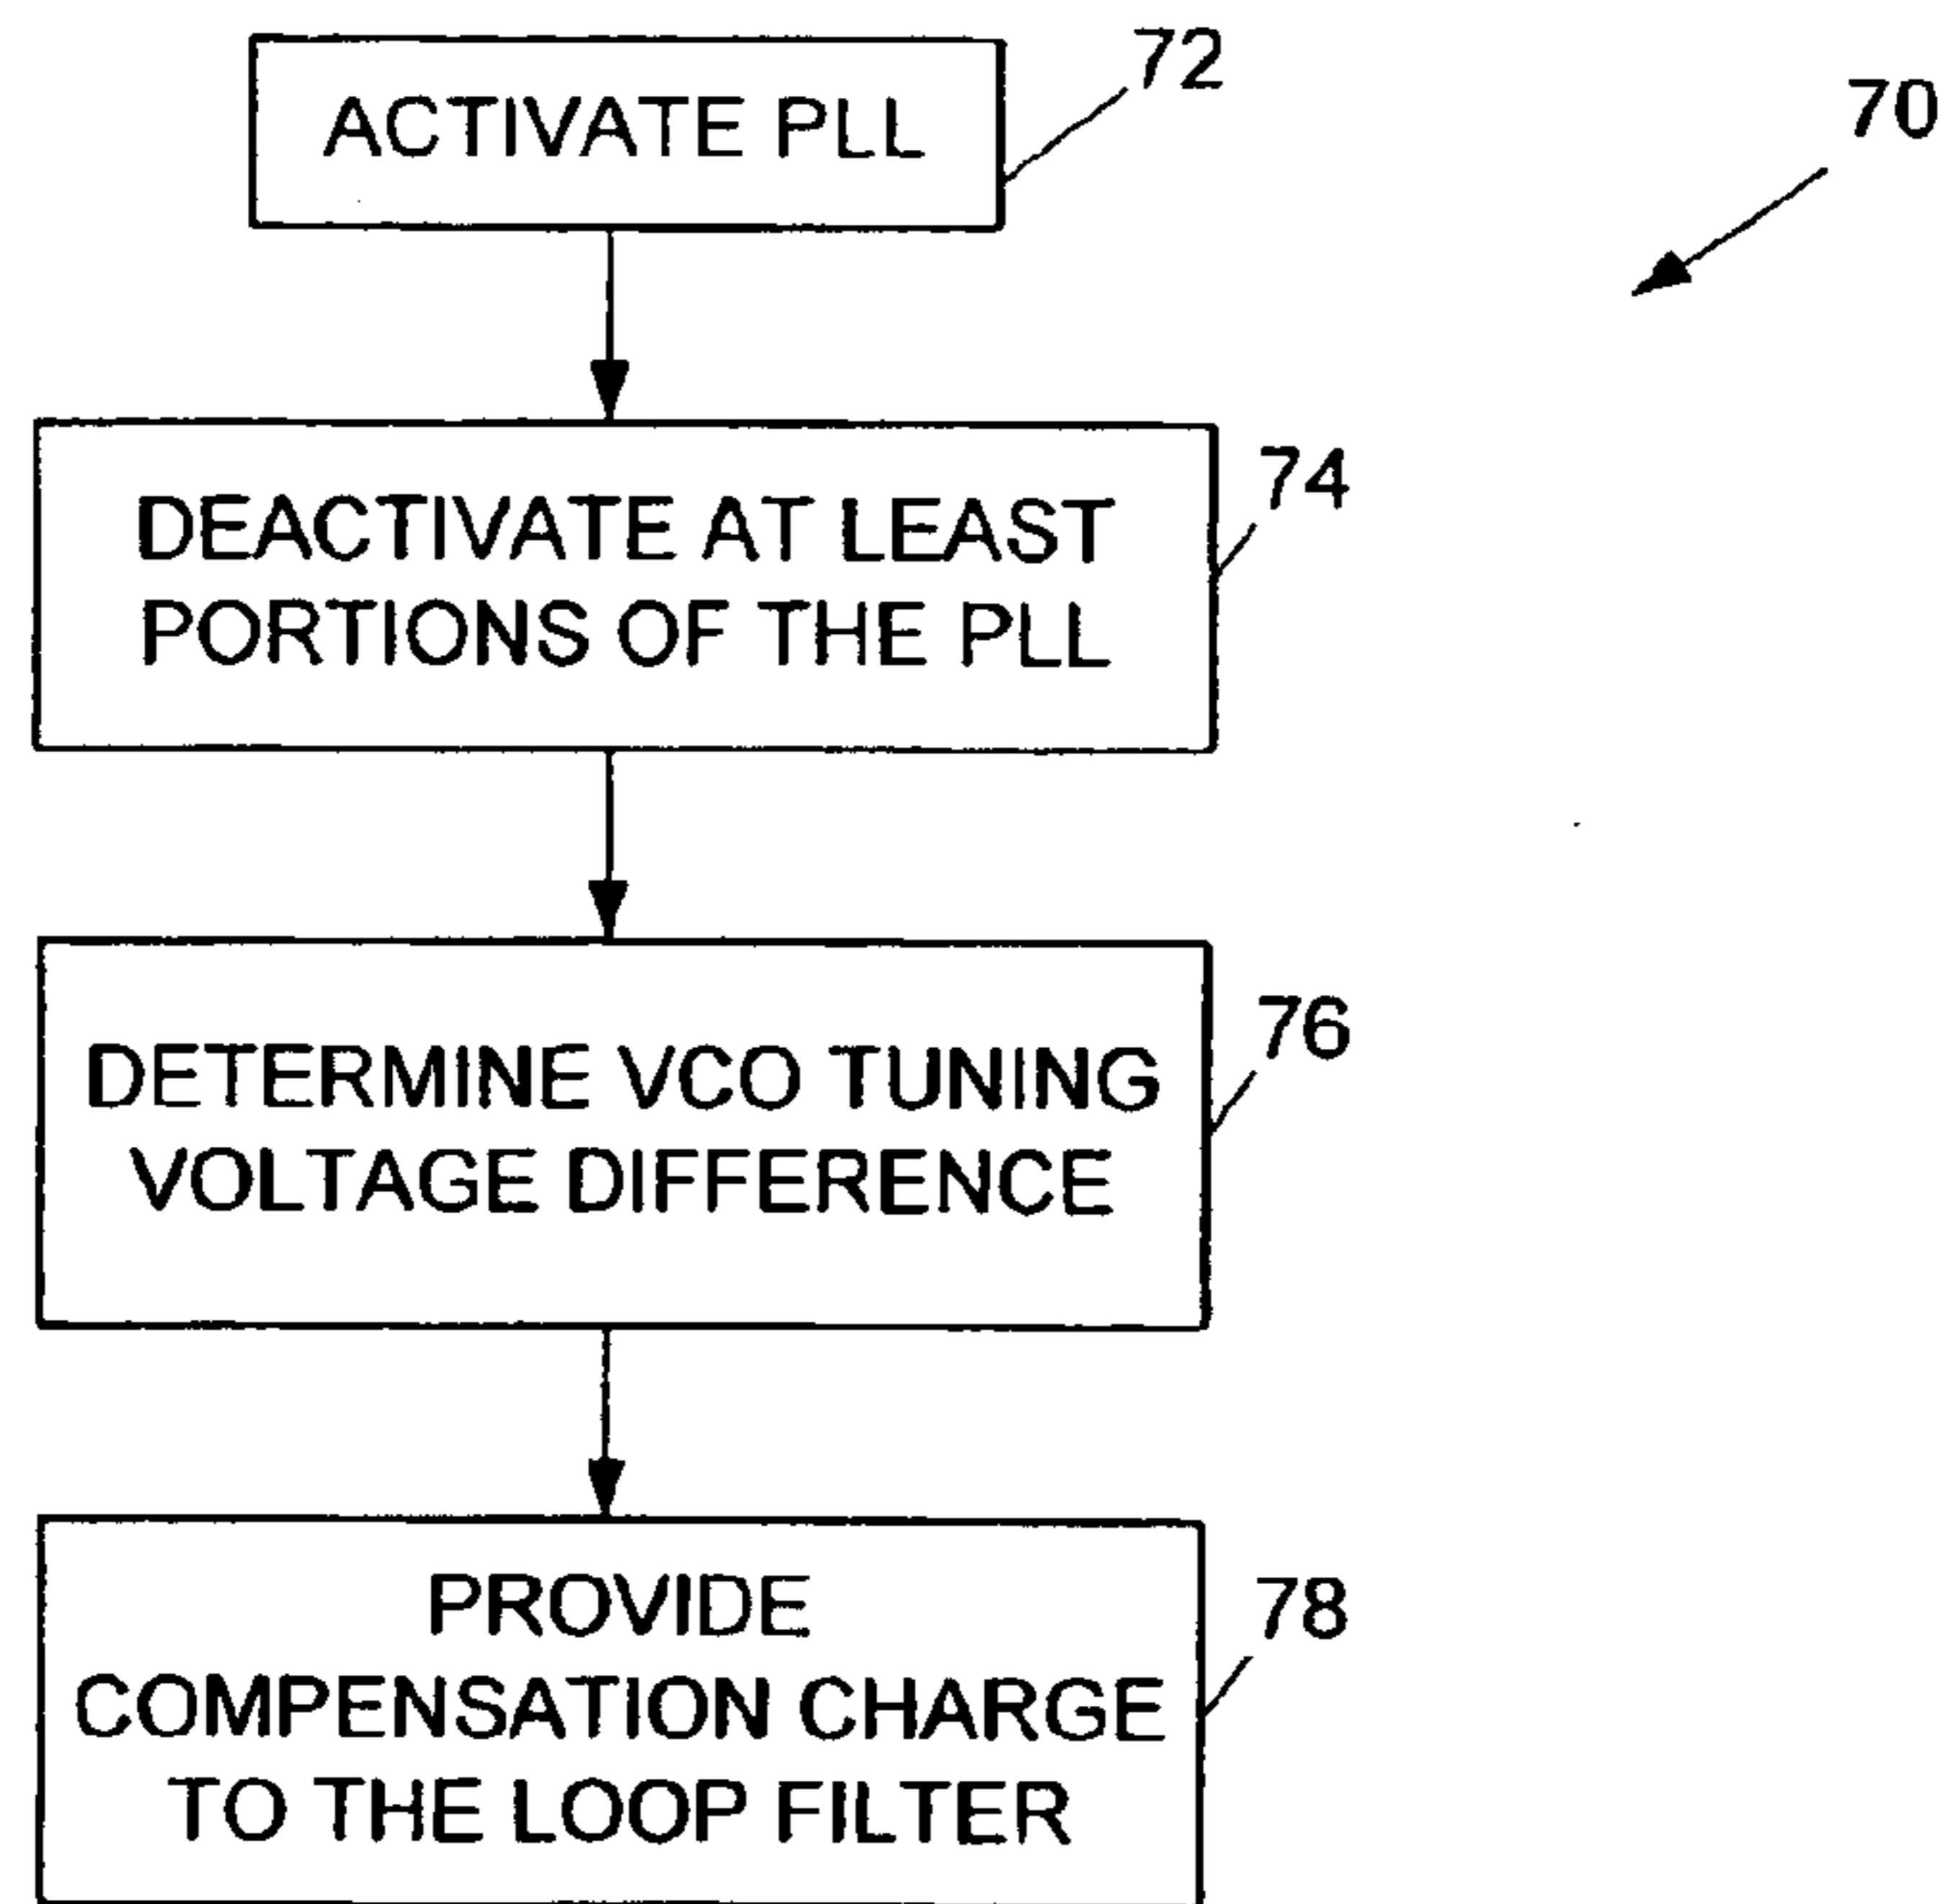 ACTIVATE PLL
72
70
DEACTIVATE AT LEAST
PORTIONS OF THE PLL
74
DETERMINE VCO TUNING
VOLTAGE DIFFERENCE
76
PROVIDE
COMPENSATION CHARGE
TO THE LOOP FILTER
78